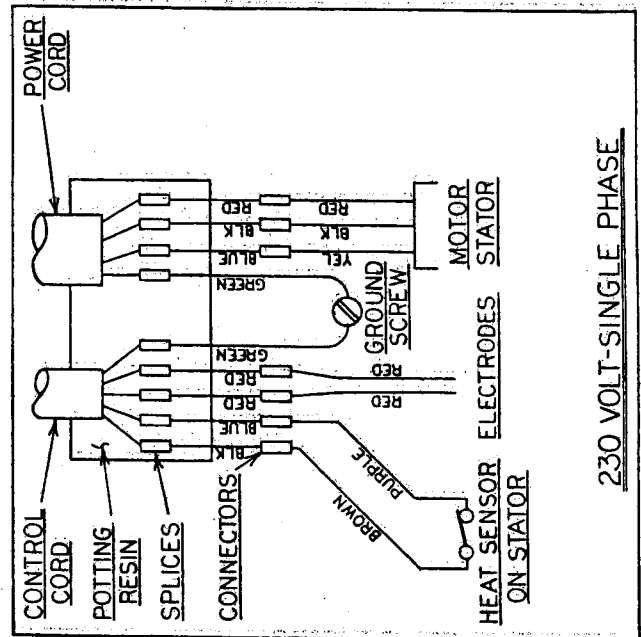 CONTROL
CORD
POWER
CORD
POTTING
RESIN
SPLICES
CONNECTORS
BLK
BLUE
RED
RED
GREEN
GREEN
BLUE
BLK
RED
BROWN
PURPLE
RED
RED
YEL
BLK
RED
GROUND
SCREW
HEAT SENSOR
ON STATOR
ELECTRODES
MOTOR
STATOR
230 VOLT-SINGLE PHASE